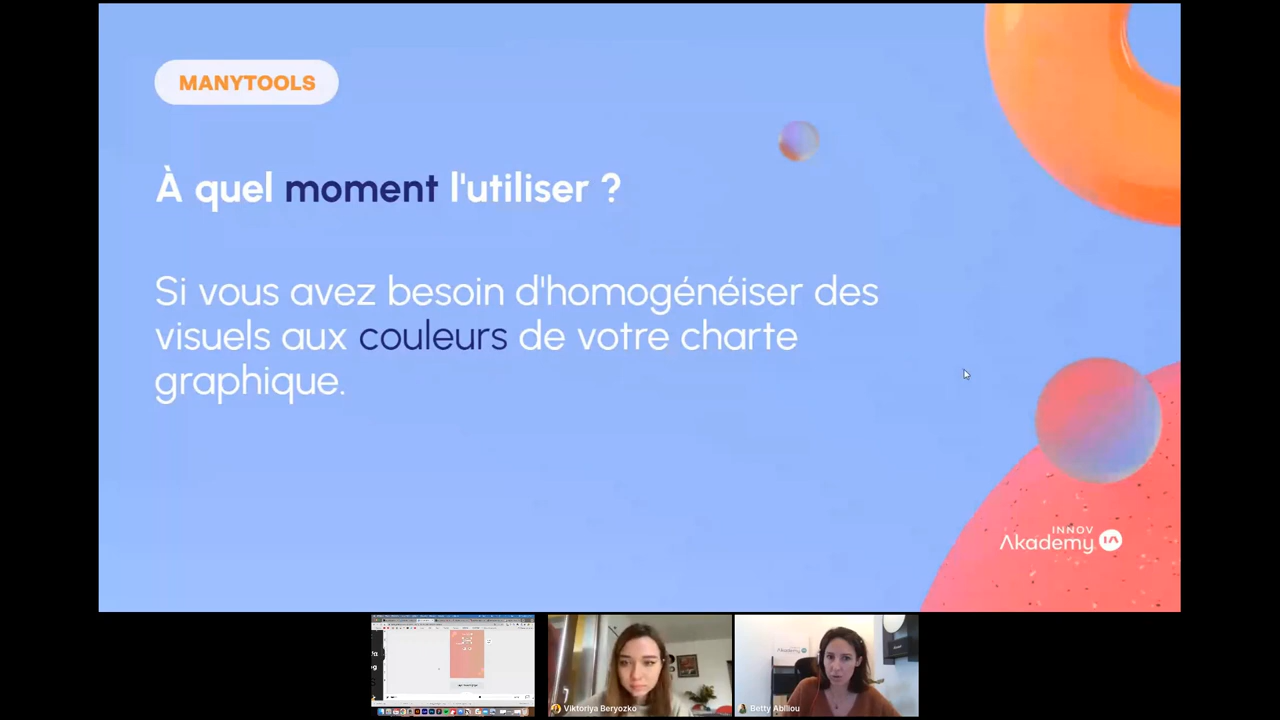 MANYTOOLS
À quel moment l'utiliser ?
Si vous avez besoin d'homogénéiser des
visuels aux couleurs de votre charte
graphique.
INNOV
Akademy IA
Viktoriya Beryozko
Betty Abiliou